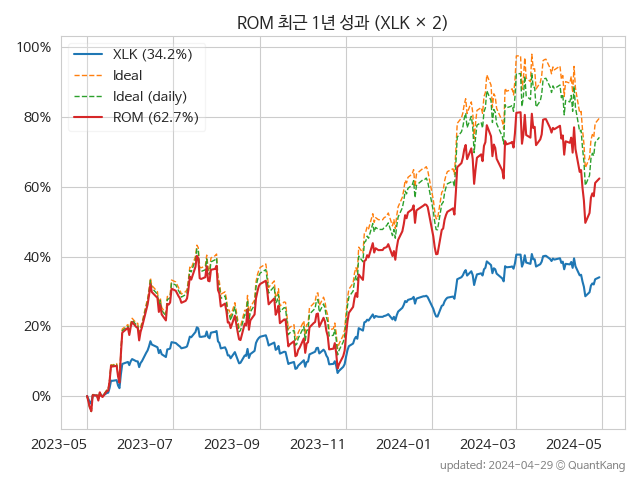 ROM 최근 1년 성과 (XLK × 2)
XLK (34.2%)
Ideal
Ideal (daily)
ROM (62.7%)
100%
80%
60%
40%
20%
0%
2023-05 2023-07 2023-09 2023-11 2024-01 2024-03 2024-05
updated: 2024-04-29 © QuantKang